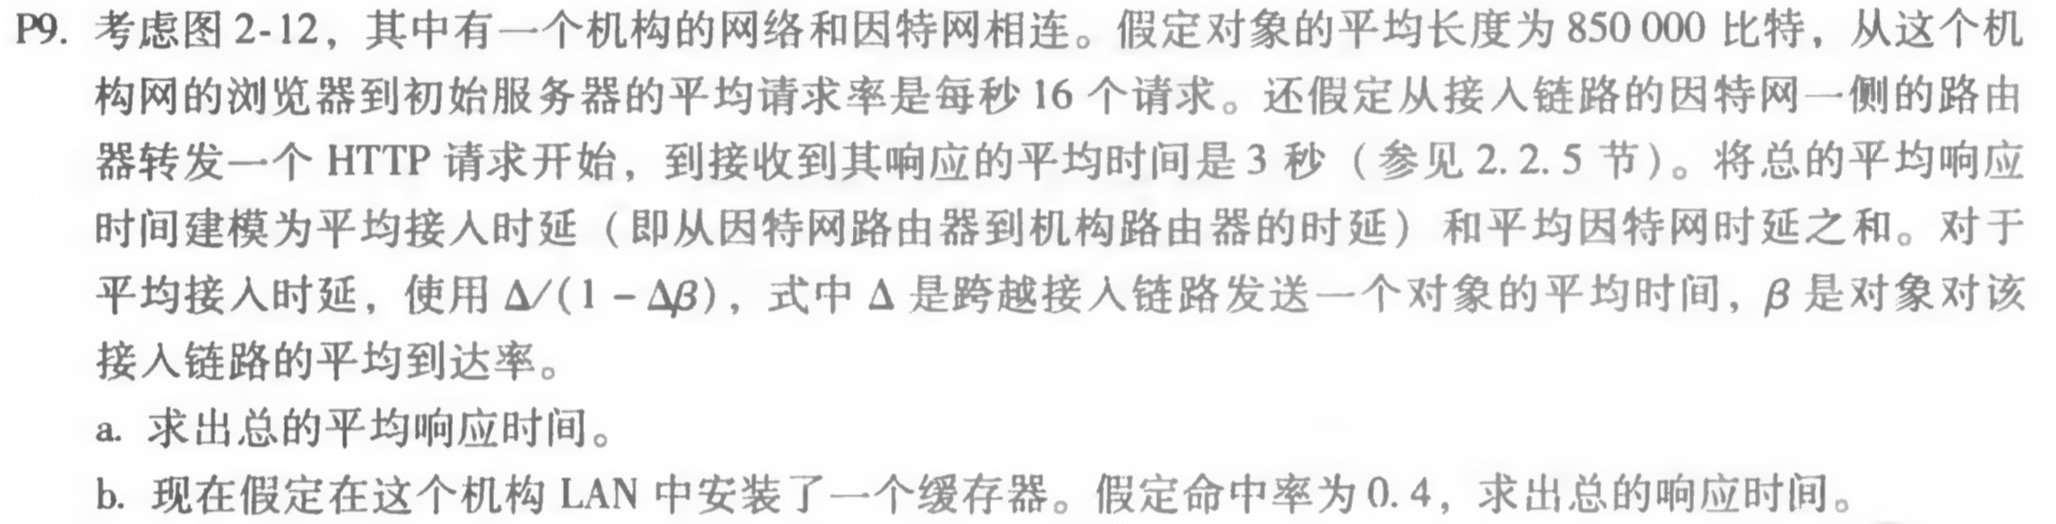 P9. 考虑图 2-12，其中有一个机构的网络和因特网相连。假定对象的平均长度为 850 000 比特，从这个机
构网的浏览器到初始服务器的平均请求率是每秒 16 个请求。还假定从接入链路的因特网一侧的路由
器转发一个 HTTP 请求开始，到接收到其响应的平均时间是 3 秒（参见 2.2.5 节）。将总的平均响应
时间建模为平均接入时延（即从因特网路由器到机构路由器的时延）和平均因特网时延之和。对于
平均接入时延，使用 Δ/(1 − Δβ)，式中 Δ 是跨越接入链路发送一个对象的平均时间，β 是对象对该
接入链路的平均到达率。
a. 求出总的平均响应时间。
b. 现在假定在这个机构 LAN 中安装了一个缓存器。假定命中率为 0.4，求出总的响应时间。